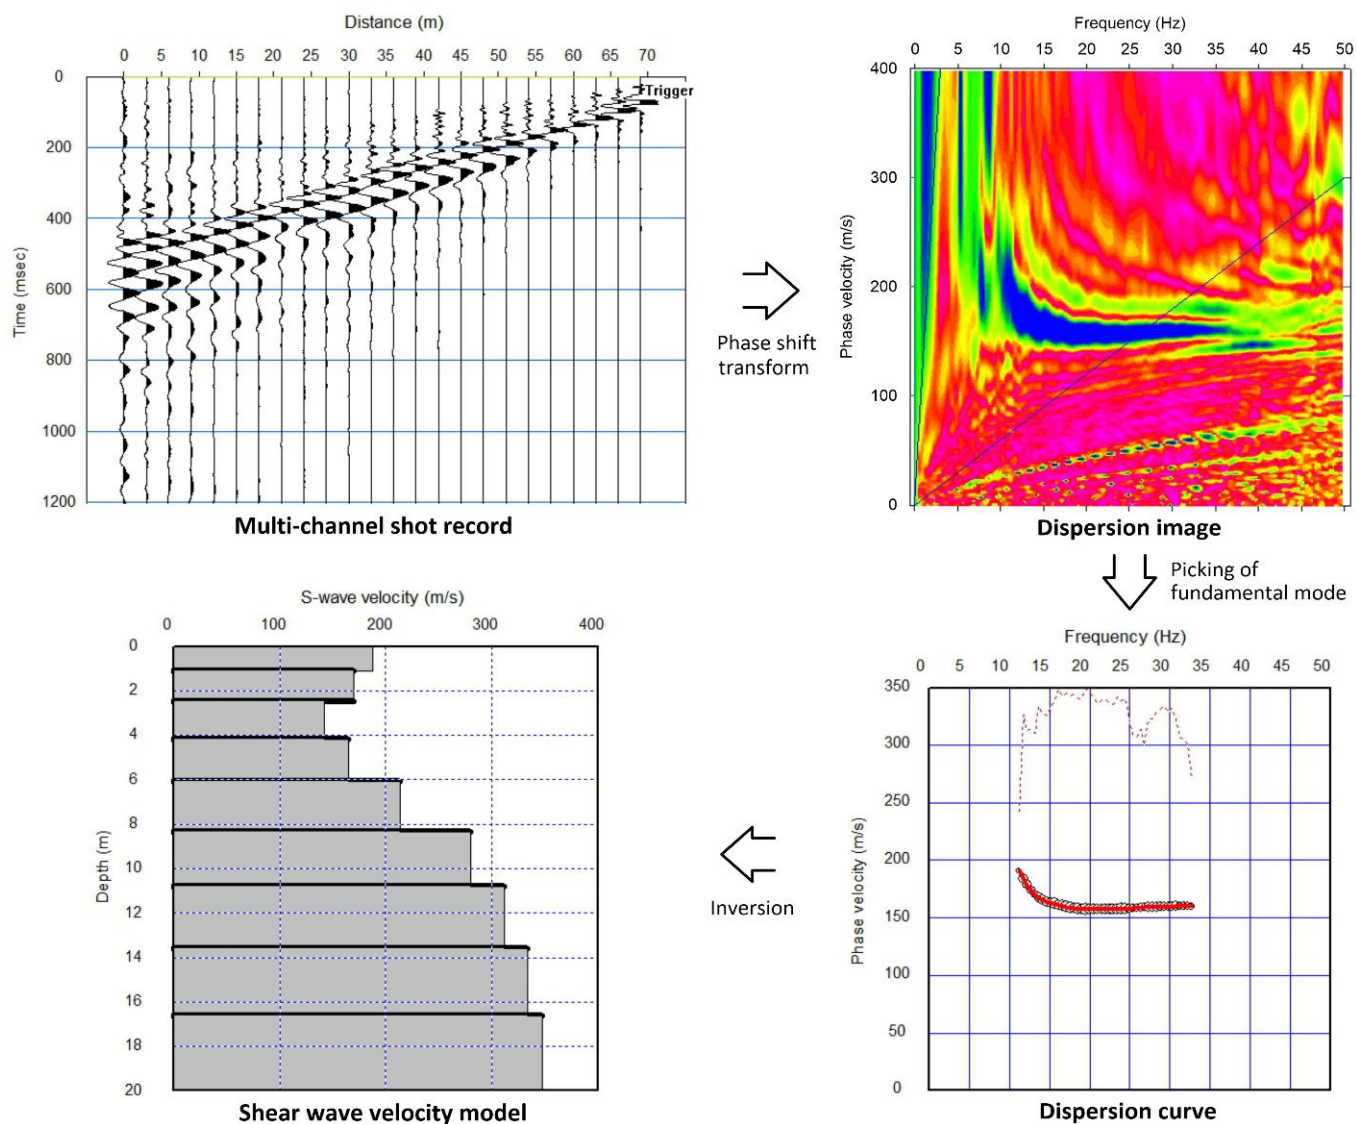 Distance (m)
0 5 10 15 20 25 30 35 40 45 50 55 60 65 70
Trigger
0
200
400
600
800
1000
1200
Time (msec)
Multi-channel shot record
Phase shift
transform
Frequency (Hz)
0 5 10 15 20 25 30 35 40 45 50
400
300
200
100
0
Phase velocity (m/s)
Dispersion image
Picking of
fundamental mode
Frequency (Hz)
0 5 10 15 20 25 30 35 40 45 50
350
300
250
200
150
100
50
0
Phase velocity (m/s)
Dispersion curve
Inversion
S-wave velocity (m/s)
0 100 200 300 400
0
2
4
6
8
10
12
14
16
18
20
Depth (m)
Shear wave velocity model